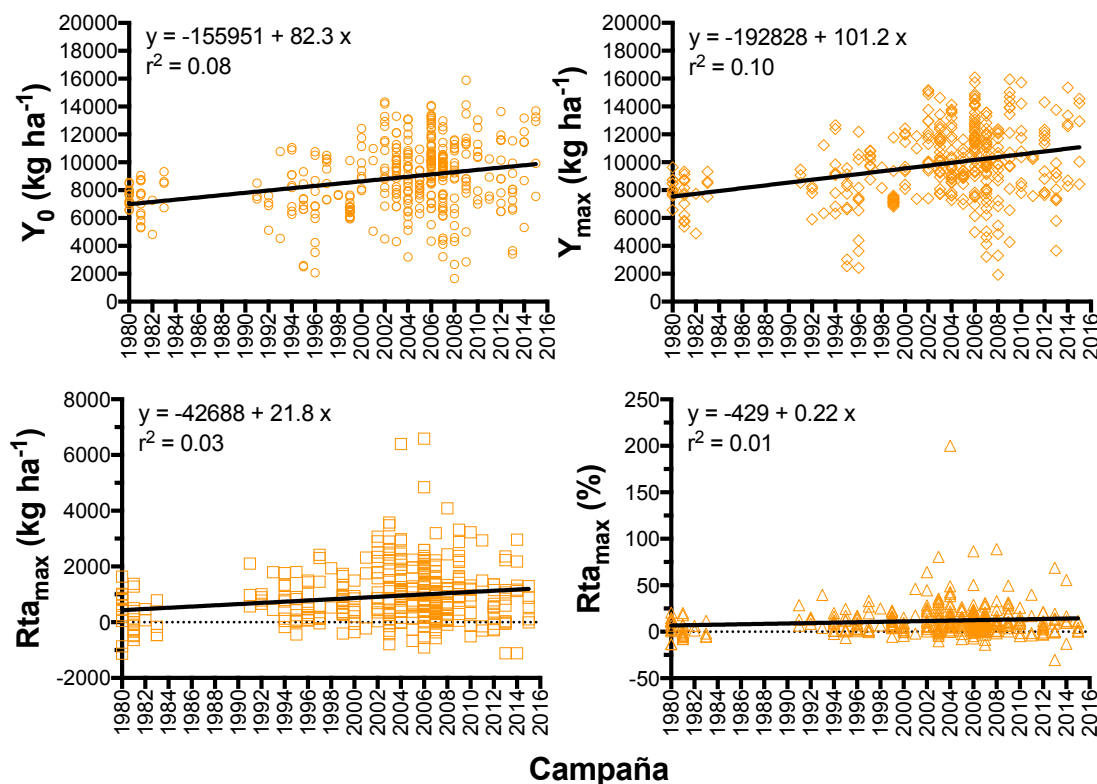 y = -155951 + 82.3 x
r² = 0.08
Y₀ (kg ha⁻¹)
20000
18000
16000
14000
12000
10000
8000
6000
4000
2000
0
1980 1982 1984 1986 1988 1990 1992 1994 1996 1998 2000 2002 2004 2006 2008 2010 2012 2014 2016
y = -192828 + 101.2 x
r² = 0.10
Yₘₐₓ (kg ha⁻¹)
20000
18000
16000
14000
12000
10000
8000
6000
4000
2000
0
1980 1982 1984 1986 1988 1990 1992 1994 1996 1998 2000 2002 2004 2006 2008 2010 2012 2014 2016
y = -42688 + 21.8 x
r² = 0.03
Rtaₘₐₓ (kg ha⁻¹)
8000
6000
4000
2000
0
-2000
1980 1982 1984 1986 1988 1990 1992 1994 1996 1998 2000 2002 2004 2006 2008 2010 2012 2014 2016
y = -429 + 0.22 x
r² = 0.01
Rtaₘₐₓ (%)
250
200
150
100
50
0
-50
1980 1982 1984 1986 1988 1990 1992 1994 1996 1998 2000 2002 2004 2006 2008 2010 2012 2014 2016
Campaña